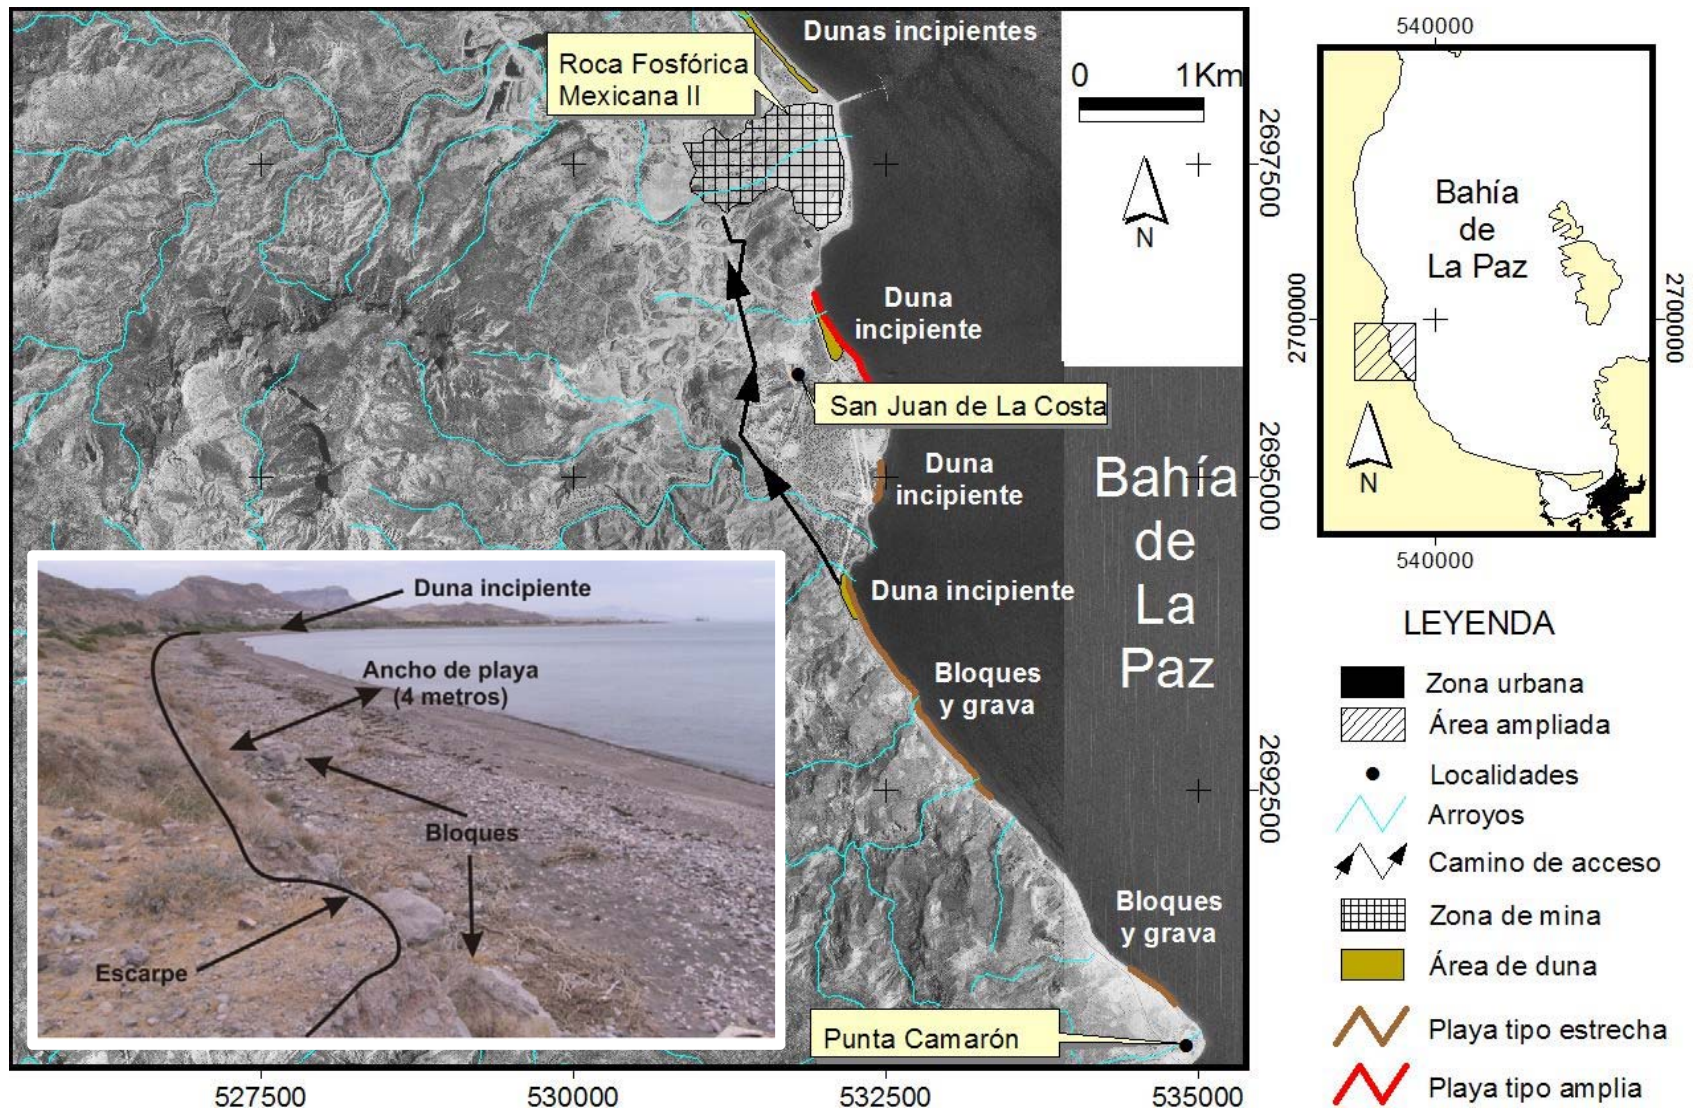 Dunas incipientes
Roca Fosfórica
Mexicana II
0 1Km
N
Duna
incipiente
San Juan de La Costa
Duna
incipiente
Bahía
de
La
Paz
Duna incipiente
Bloques
y grava
Bloques
y grava
Punta Camarón
Duna incipiente
Ancho de playa
(4 metros)
Bloques
Escarpe
2697500
2695000
2692500
527500 530000 532500 535000
540000
Bahía
de
La Paz
2700000
2700000
N
540000
LEYENDA
Zona urbana
Área ampliada
Localidades
Arroyos
Camino de acceso
Zona de mina
Área de duna
Playa tipo estrecha
Playa tipo amplia